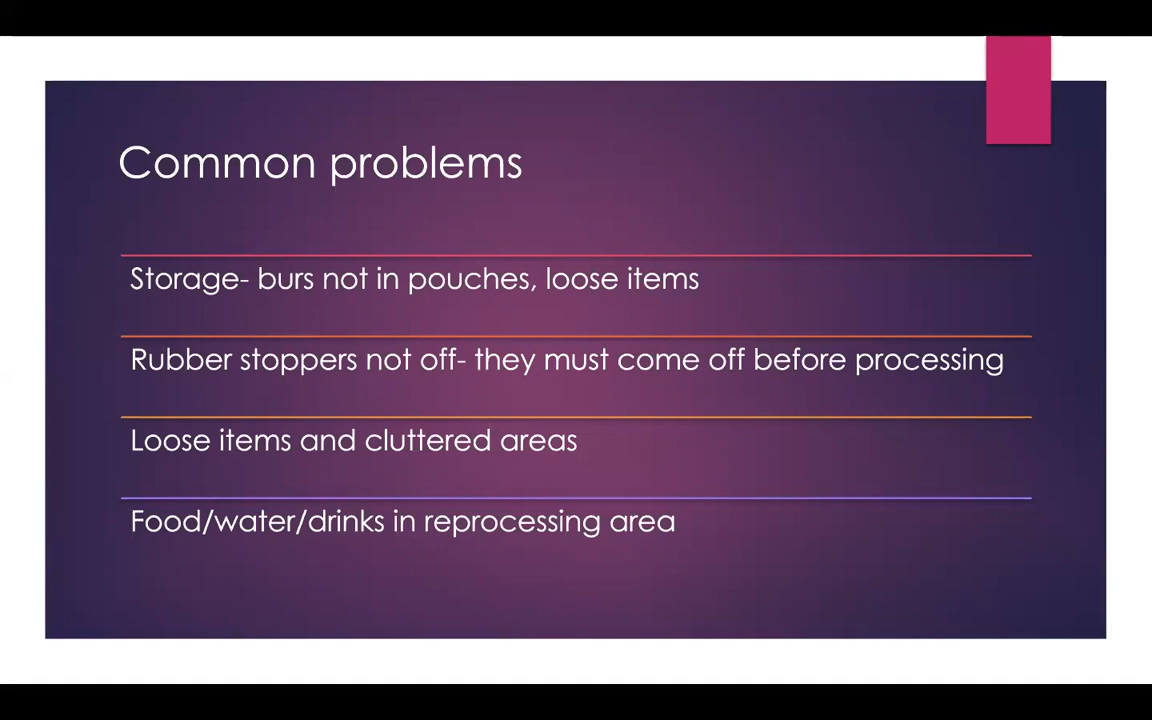 Common problems
Storage- burs not in pouches, loose items
Rubber stoppers not off- they must come off before processing
Loose items and cluttered areas
Food/water/drinks in reprocessing area